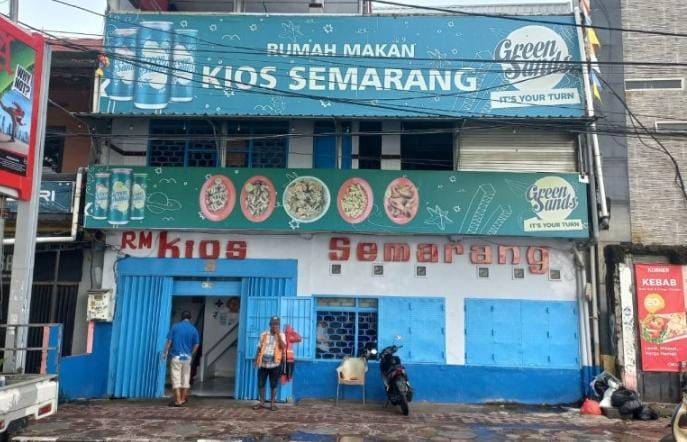 RUMAH MAKAN
KIOS SEMARANG
Green
Sands
IT'S YOUR TURN
Green
Sands
IT'S YOUR TURN
RM Kios Semarang
KORNER
KEBAB
20